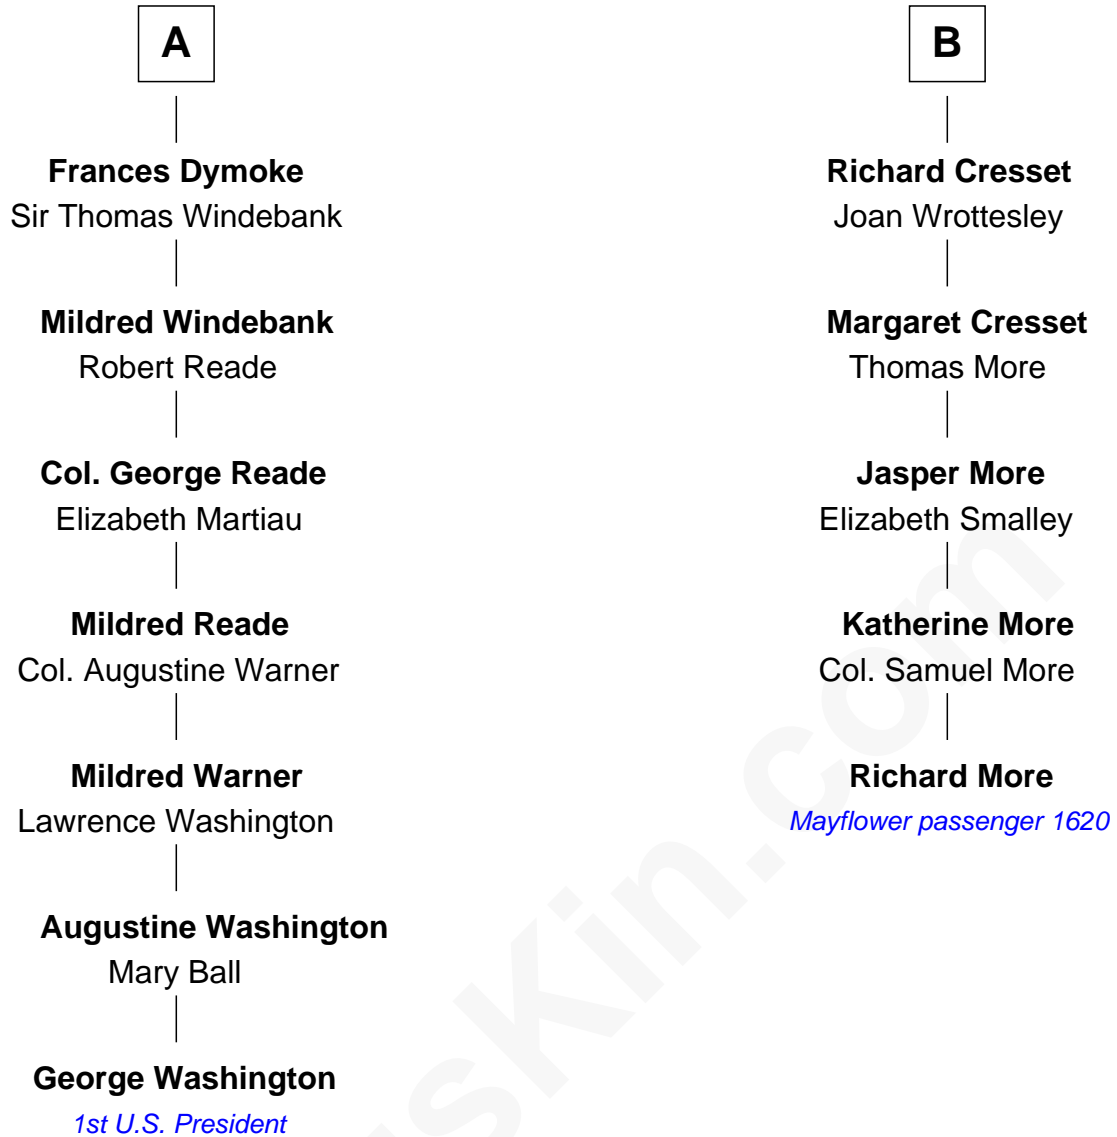 A
Frances Dymoke
Sir Thomas Windebank
Mildred Windebank
Robert Reade
Col. George Reade
Elizabeth Martiau
Mildred Reade
Col. Augustine Warner
Mildred Warner
Lawrence Washington
Augustine Washington
Mary Ball
George Washington
1st U.S. President
B
Richard Cresset
Joan Wrottesley
Margaret Cresset
Thomas More
Jasper More
Elizabeth Smalley
Katherine More
Col. Samuel More
Richard More
Mayflower passenger 1620